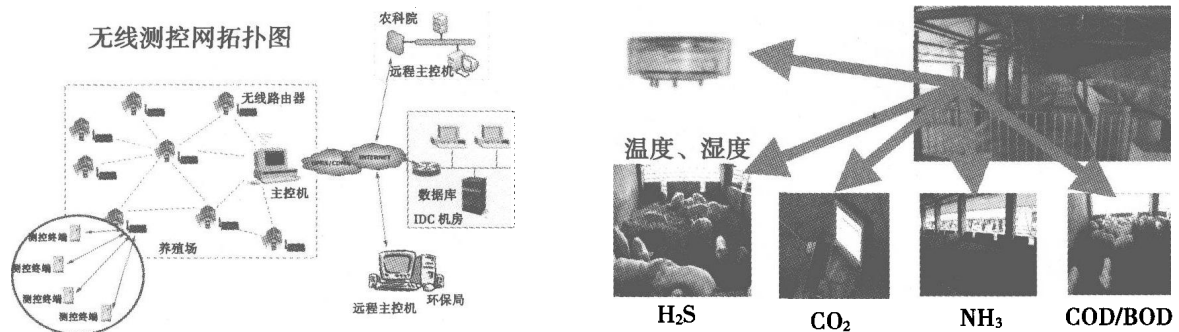 无线测控网拓扑图
农科院
远程主控机
无线路由器
主控机
GPRS/CDMA
INTERNET
数据库
IDC 机房
养殖场
测控终端
测控终端
测控终端
测控终端
远程主控机
环保局
温度、湿度
H₂S
CO₂
NH₃
COD/BOD